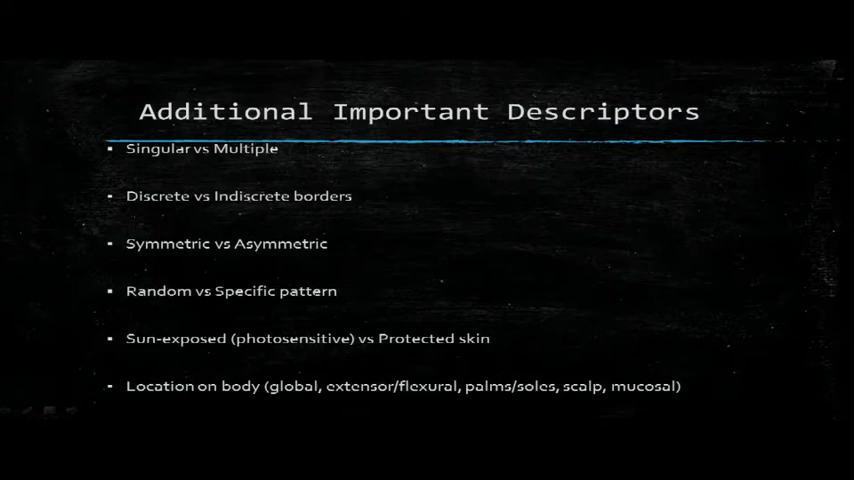 Additional Important Descriptors
▪ Singular vs Multiple
▪ Discrete vs Indiscrete borders
▪ Symmetric vs Asymmetric
▪ Random vs Specific pattern
▪ Sun-exposed (photosensitive) vs Protected skin
▪ Location on body (global, extensor/flexural, palms/soles, scalp, mucosal)